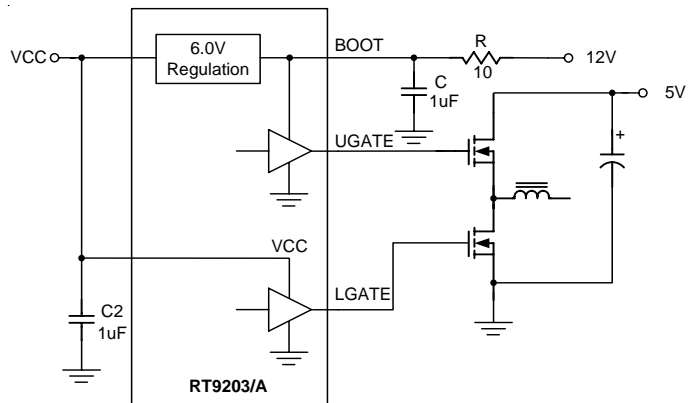 VCC
6.0V
Regulation
BOOT
R
10
12V
C
1uF
5V
+
UGATE
VCC
LGATE
C2
1uF
RT9203/A